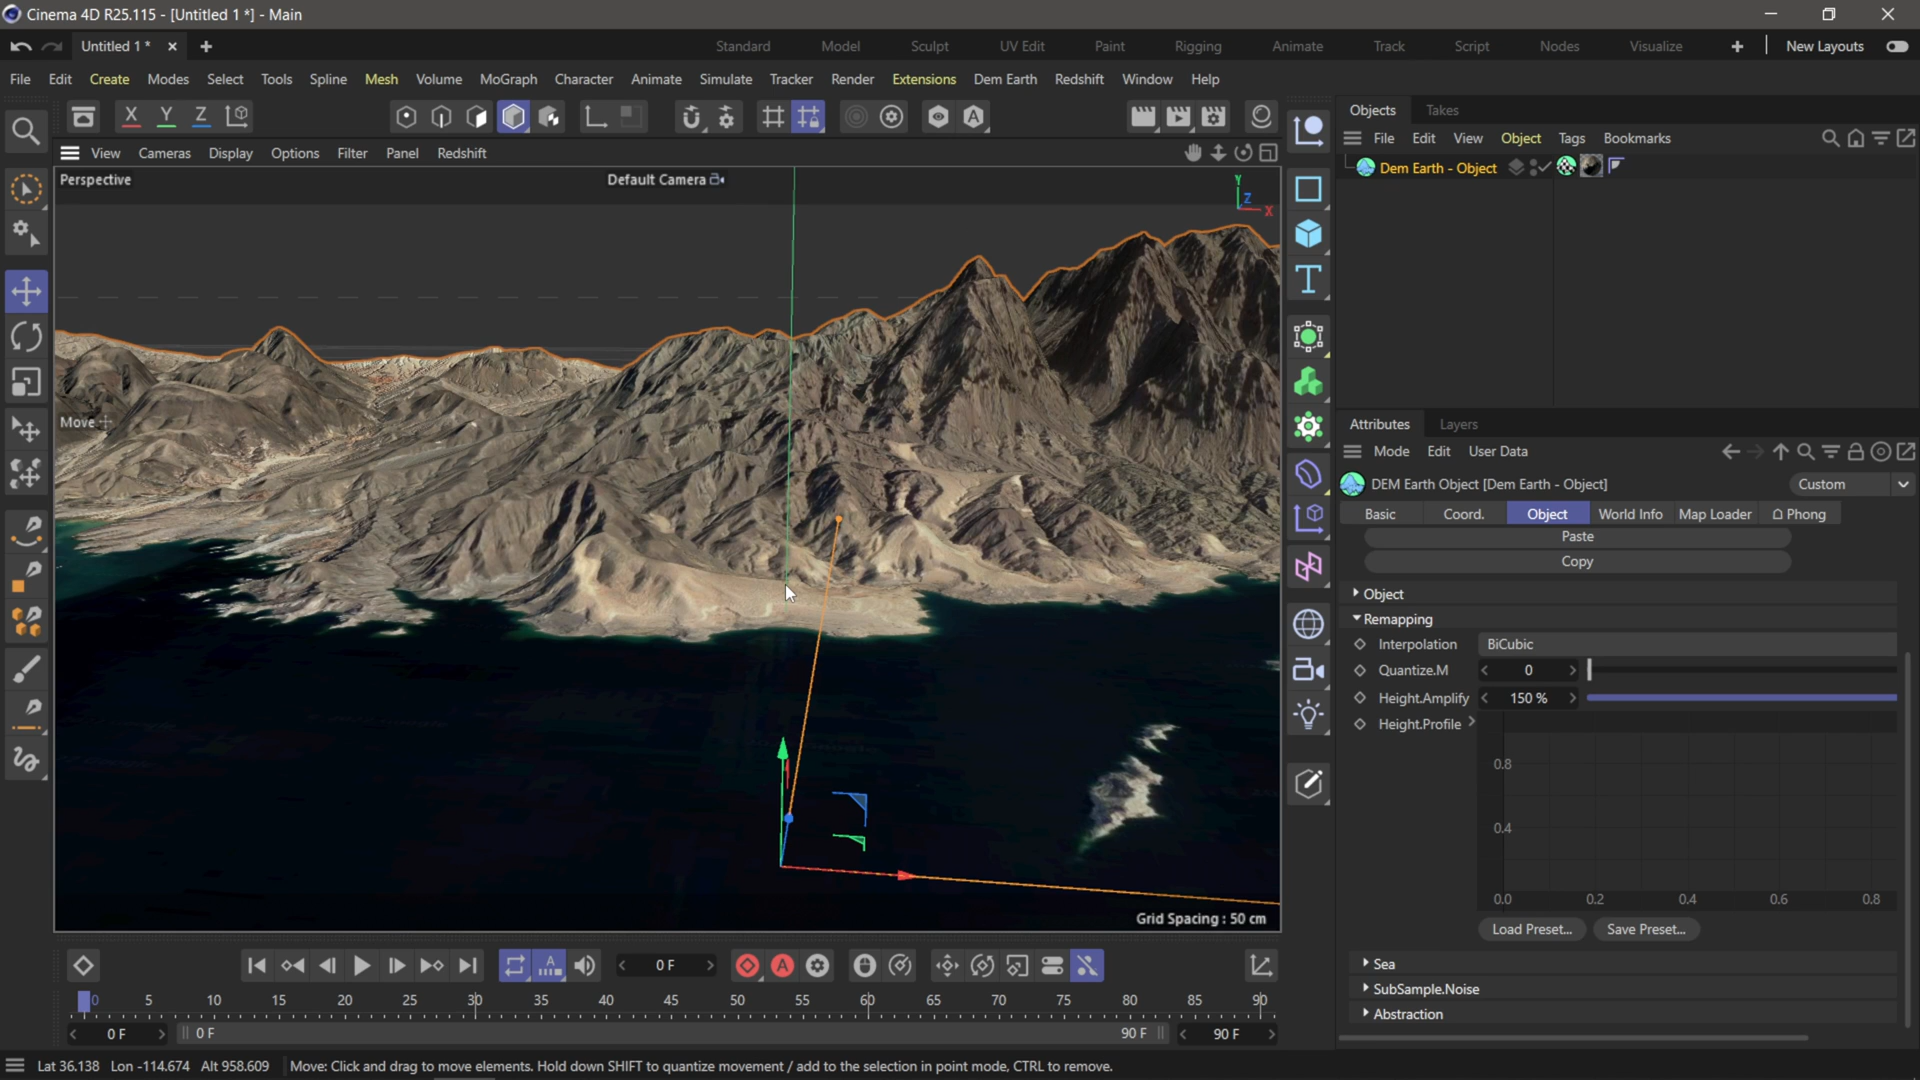 Cinema 4D R25.115 - [Untitled 1 *] - Main
Untitled 1 *
Standard Model Sculpt UV Edit Paint Rigging Animate Track Script Nodes Visualize New Layouts
File Edit Create Modes Select Tools Spline Mesh Volume MoGraph Character Animate Simulate Tracker Render Extensions Dem Earth Redshift Window Help
X Y Z
View Cameras Display Options Filter Panel Redshift
Perspective
Default Camera
Y
Z
X
Move
Grid Spacing : 50 cm
Objects Takes
File Edit View Object Tags Bookmarks
Dem Earth - Object
Attributes Layers
Mode Edit User Data
DEM Earth Object [Dem Earth - Object]
Custom
Basic Coord. Object World Info Map Loader Phong
Paste
Copy
Object
Remapping
Interpolation BiCubic
Quantize.M 0
Height.Amplify 150 %
Height.Profile
0.8
0.4
0.0 0.2 0.4 0.6 0.8
Load Preset... Save Preset...
Sea
SubSample.Noise
Abstraction
0 F
0 5 10 15 20 25 30 35 40 45 50 55 60 65 70 75 80 85 90
0 F 0 F 90 F 90 F
Lat 36.138 Lon -114.674 Alt 958.609 Move: Click and drag to move elements. Hold down SHIFT to quantize movement / add to the selection in point mode, CTRL to remove.